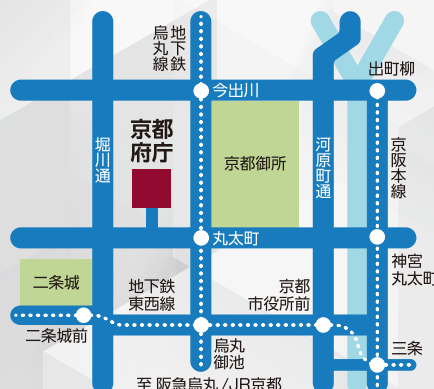 地下鉄
烏丸線
出町柳
今出川
京都
府庁
堀川通
京都御所
河原町通
京阪本線
丸太町
神宮
丸太町
二条城
地下鉄
東西線
京都
市役所前
二条城前
烏丸
御池
三条
至 阪急烏丸/JR京都